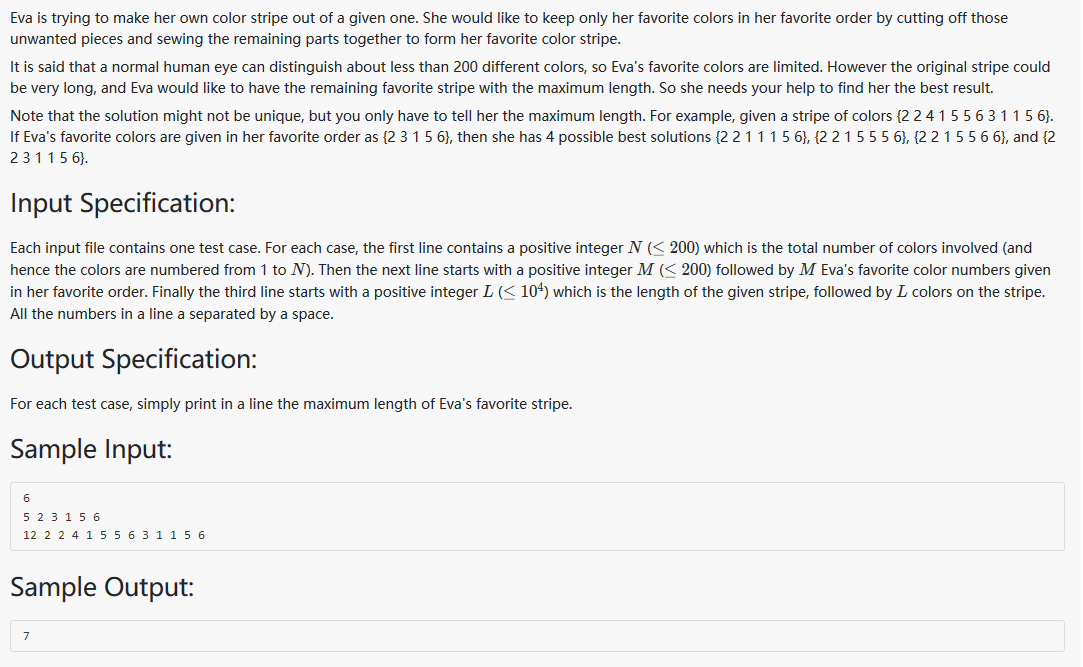 Eva is trying to make her own color stripe out of a given one. She would like to keep only her favorite colors in her favorite order by cutting off those
unwanted pieces and sewing the remaining parts together to form her favorite color stripe.
It is said that a normal human eye can distinguish about less than 200 different colors, so Eva's favorite colors are limited. However the original stripe could
be very long, and Eva would like to have the remaining favorite stripe with the maximum length. So she needs your help to find her the best result.
Note that the solution might not be unique, but you only have to tell her the maximum length. For example, given a stripe of colors {2 2 4 1 5 5 6 3 1 1 5 6}.
If Eva's favorite colors are given in her favorite order as {2 3 1 5 6}, then she has 4 possible best solutions {2 2 1 1 1 5 6}, {2 2 1 5 5 5 6}, {2 2 1 5 5 6 6}, and {2
2 3 1 1 5 6}.
Input Specification:
Each input file contains one test case. For each case, the first line contains a positive integer N (≤ 200) which is the total number of colors involved (and
hence the colors are numbered from 1 to N). Then the next line starts with a positive integer M (≤ 200) followed by M Eva's favorite color numbers given
in her favorite order. Finally the third line starts with a positive integer L (≤ 10⁴) which is the length of the given stripe, followed by L colors on the stripe.
All the numbers in a line a separated by a space.
Output Specification:
For each test case, simply print in a line the maximum length of Eva's favorite stripe.
Sample Input:
6
5 2 3 1 5 6
12 2 2 4 1 5 5 6 3 1 1 5 6
Sample Output:
7